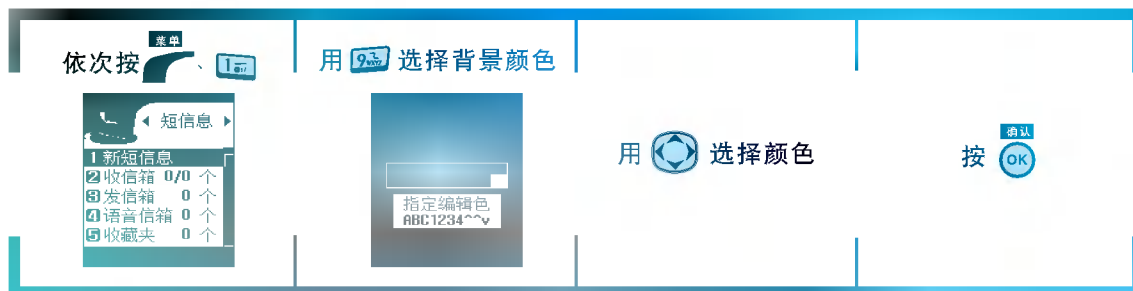 菜单
依次按 、 1
短信息
1 新短信息
2 收信箱 0/0 个
3 发信箱 0 个
4 语音信箱 0 个
5 收藏夹 0 个
用 9 选择背景颜色
指定编辑色
ABC1234^^v
用 选择颜色
确认
按 OK